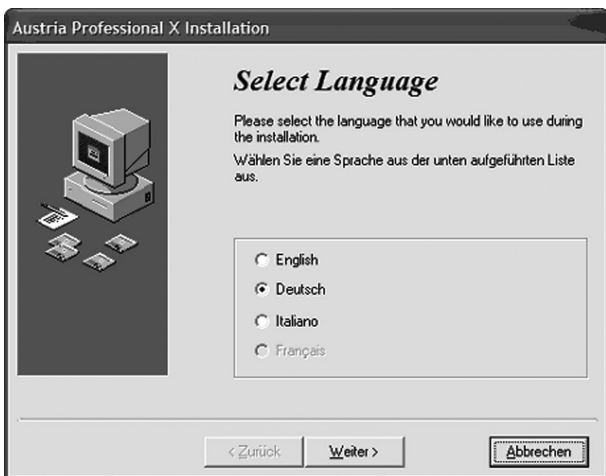 Austria Professional X Installation
Select Language
Please select the language that you would like to use during
the installation.
Wählen Sie eine Sprache aus der unten aufgeführten Liste
aus.
English
Deutsch
Italiano
Français
< Zurück
Weiter >
Abbrechen